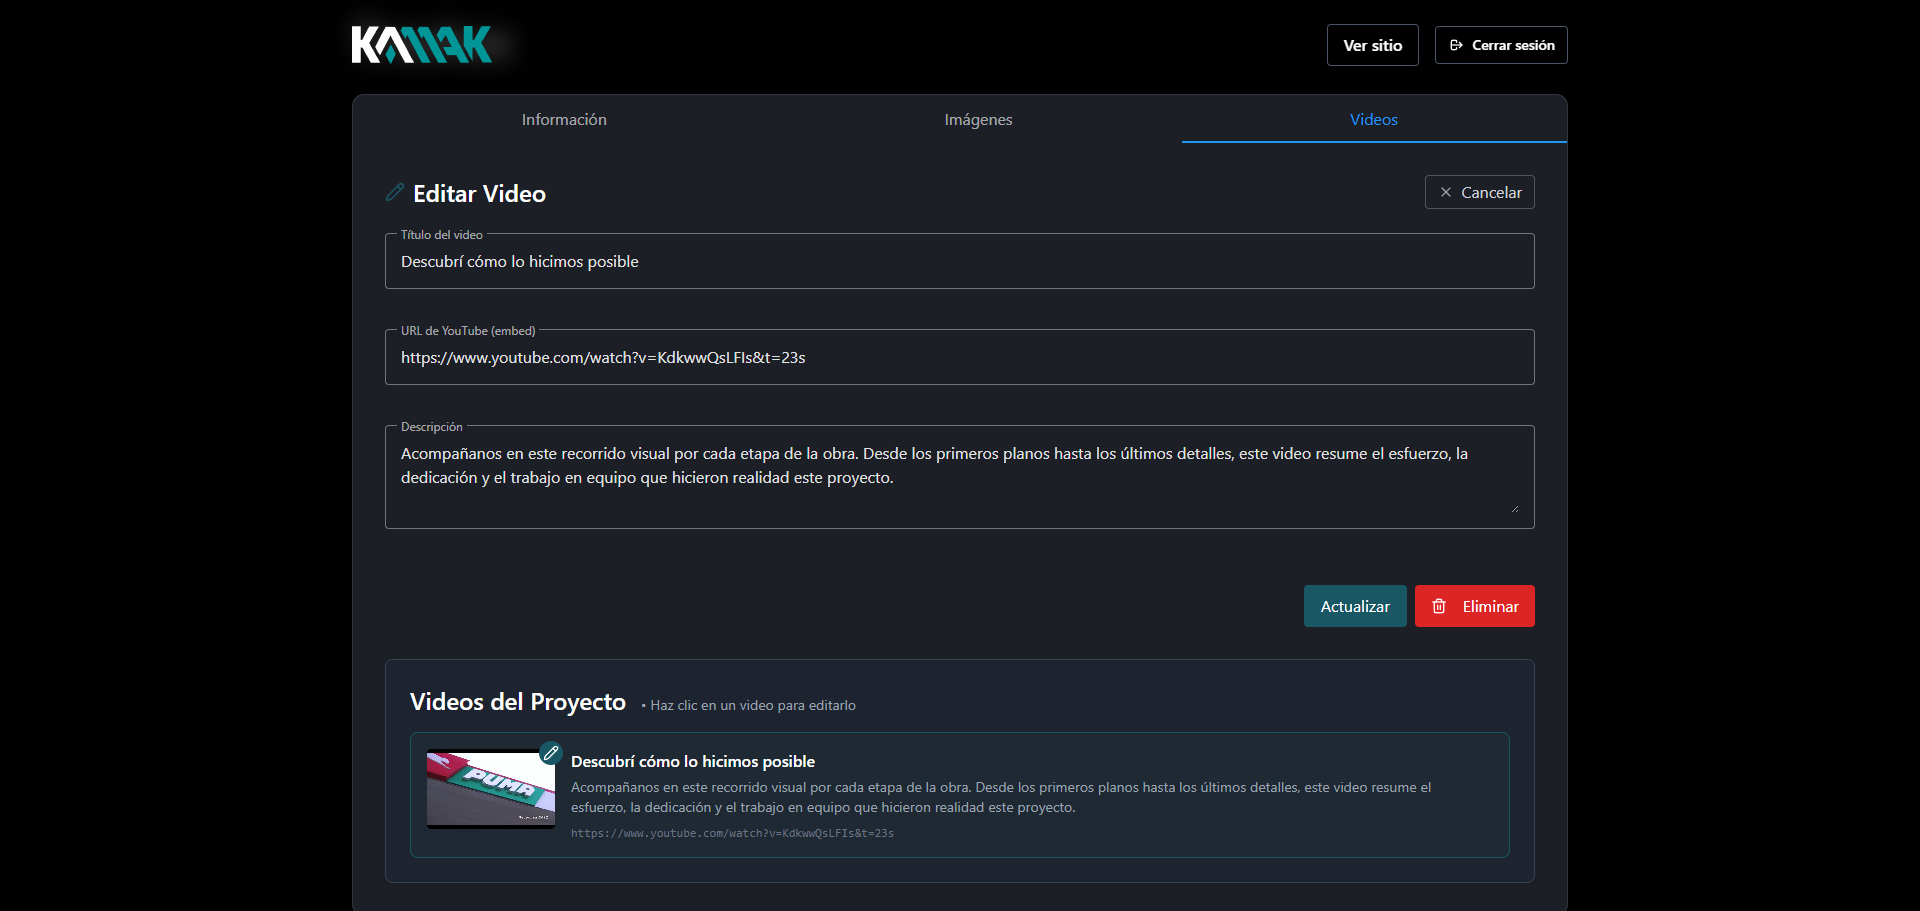 KAMAK
Ver sitio
Cerrar sesión
Información
Imágenes
Videos
Editar Video
Cancelar
Título del video
Descubrí cómo lo hicimos posible
URL de YouTube (embed)
https://www.youtube.com/watch?v=KdkwwQsLFIs&t=23s
Descripción
Acompañanos en este recorrido visual por cada etapa de la obra. Desde los primeros planos hasta los últimos detalles, este video resume el esfuerzo, la
dedicación y el trabajo en equipo que hicieron realidad este proyecto.
Actualizar
Eliminar
Videos del Proyecto
• Haz clic en un video para editarlo
PUMA
Descubrí cómo lo hicimos posible
Acompañanos en este recorrido visual por cada etapa de la obra. Desde los primeros planos hasta los últimos detalles, este video resume el
esfuerzo, la dedicación y el trabajo en equipo que hicieron realidad este proyecto.
https://www.youtube.com/watch?v=KdkwwQsLFIs&t=23s